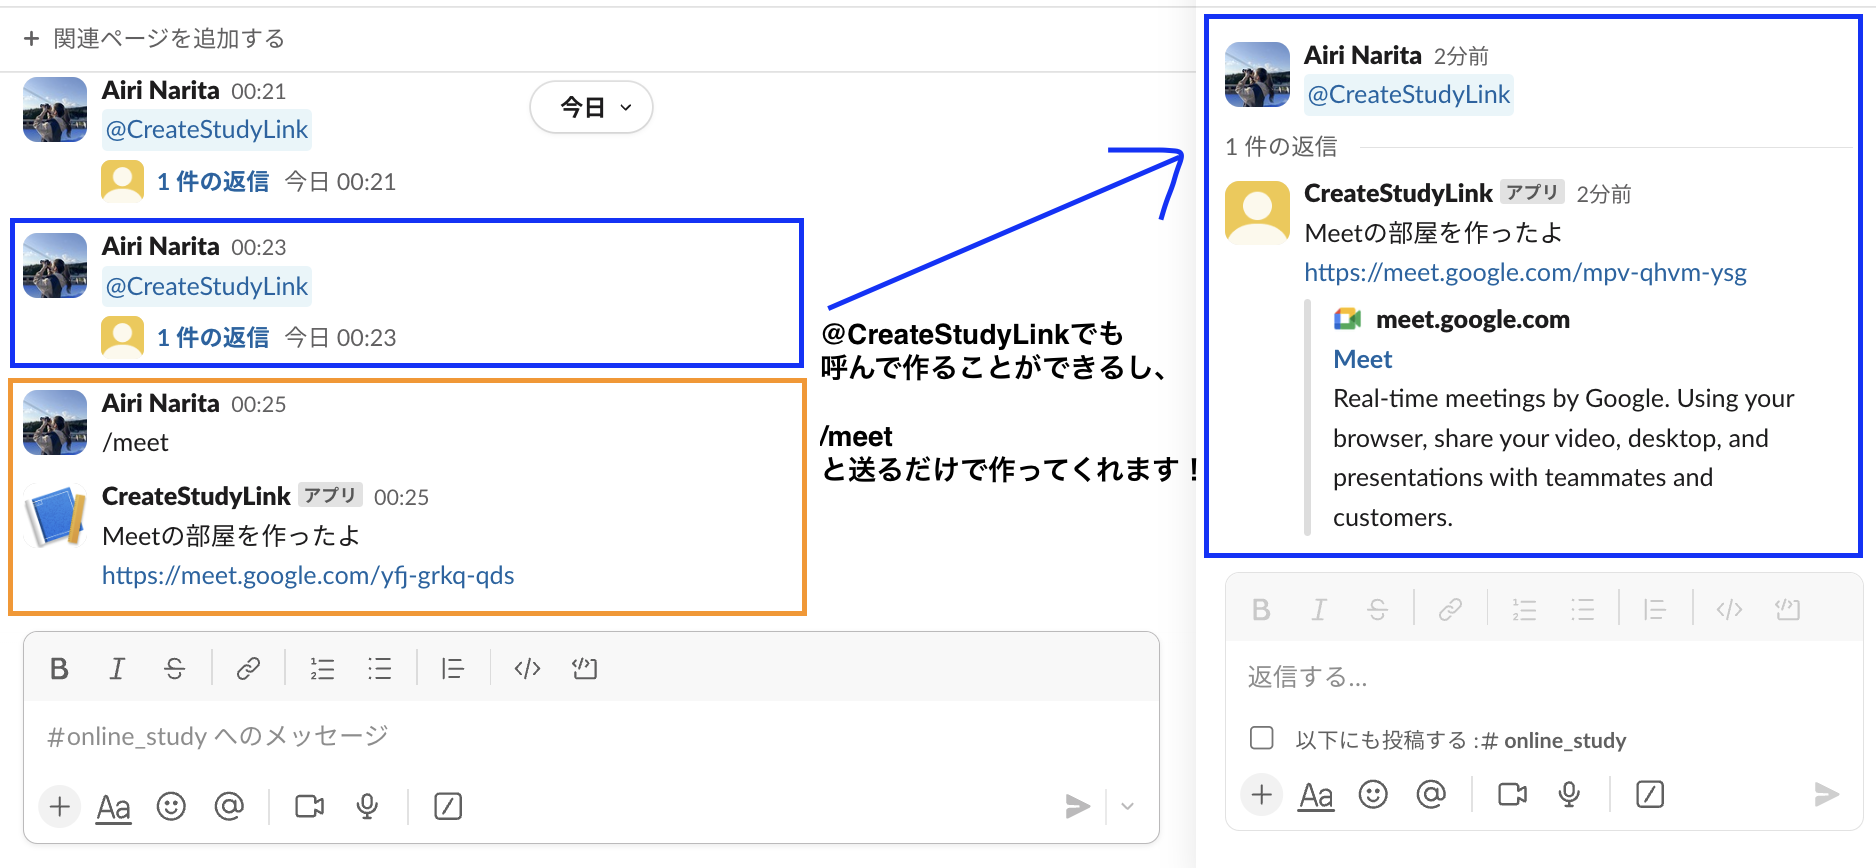 + 関連ページを追加する
Airi Narita 00:21
@CreateStudyLink
1 件の返信 今日 00:21
今日
Airi Narita 00:23
@CreateStudyLink
1 件の返信 今日 00:23
Airi Narita 00:25
/meet
CreateStudyLink アプリ 00:25
Meetの部屋を作ったよ
https://meet.google.com/yfj-grkq-qds
@CreateStudyLinkでも
呼んで作ることができるし、
/meet
と送るだけで作ってくれます！
#online_study へのメッセージ
Airi Narita 2分前
@CreateStudyLink
1 件の返信
CreateStudyLink アプリ 2分前
Meetの部屋を作ったよ
https://meet.google.com/mpv-qhvm-ysg
meet.google.com
Meet
Real-time meetings by Google. Using your
browser, share your video, desktop, and
presentations with teammates and
customers.
返信する...
以下にも投稿する :# online_study